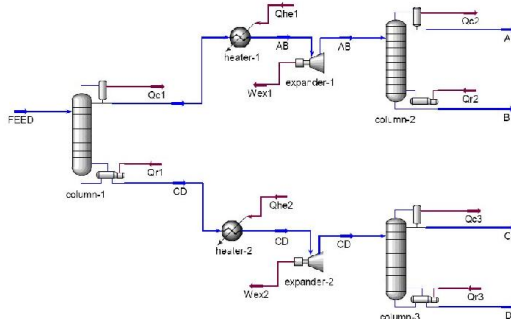 Qhe1
Qc2
AB
AB
A
heater-1
expander-1
Qc1
Wex1
Qr2
column-2
B
FEED
Qr1
column-1
CD
Qhe2
Qc3
CD
CD
C
heater-2
expander-2
Wex2
Qr3
column-3
D